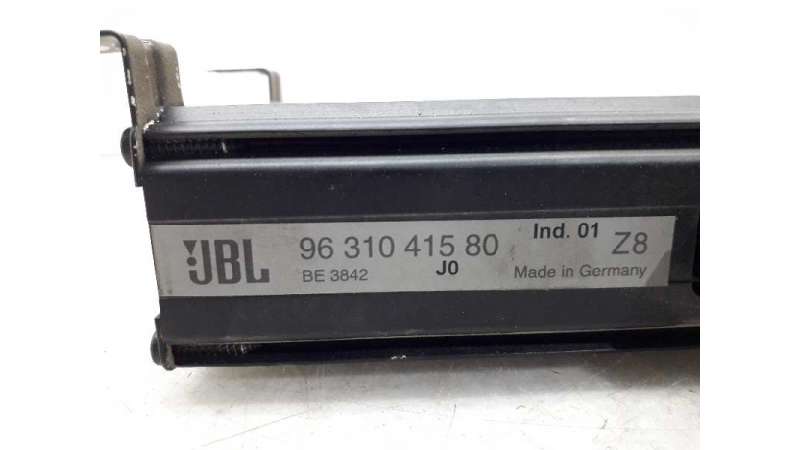 JBL 96 310 415 80 Ind. 01 Z8
BE 3842 J0 Made in Germany